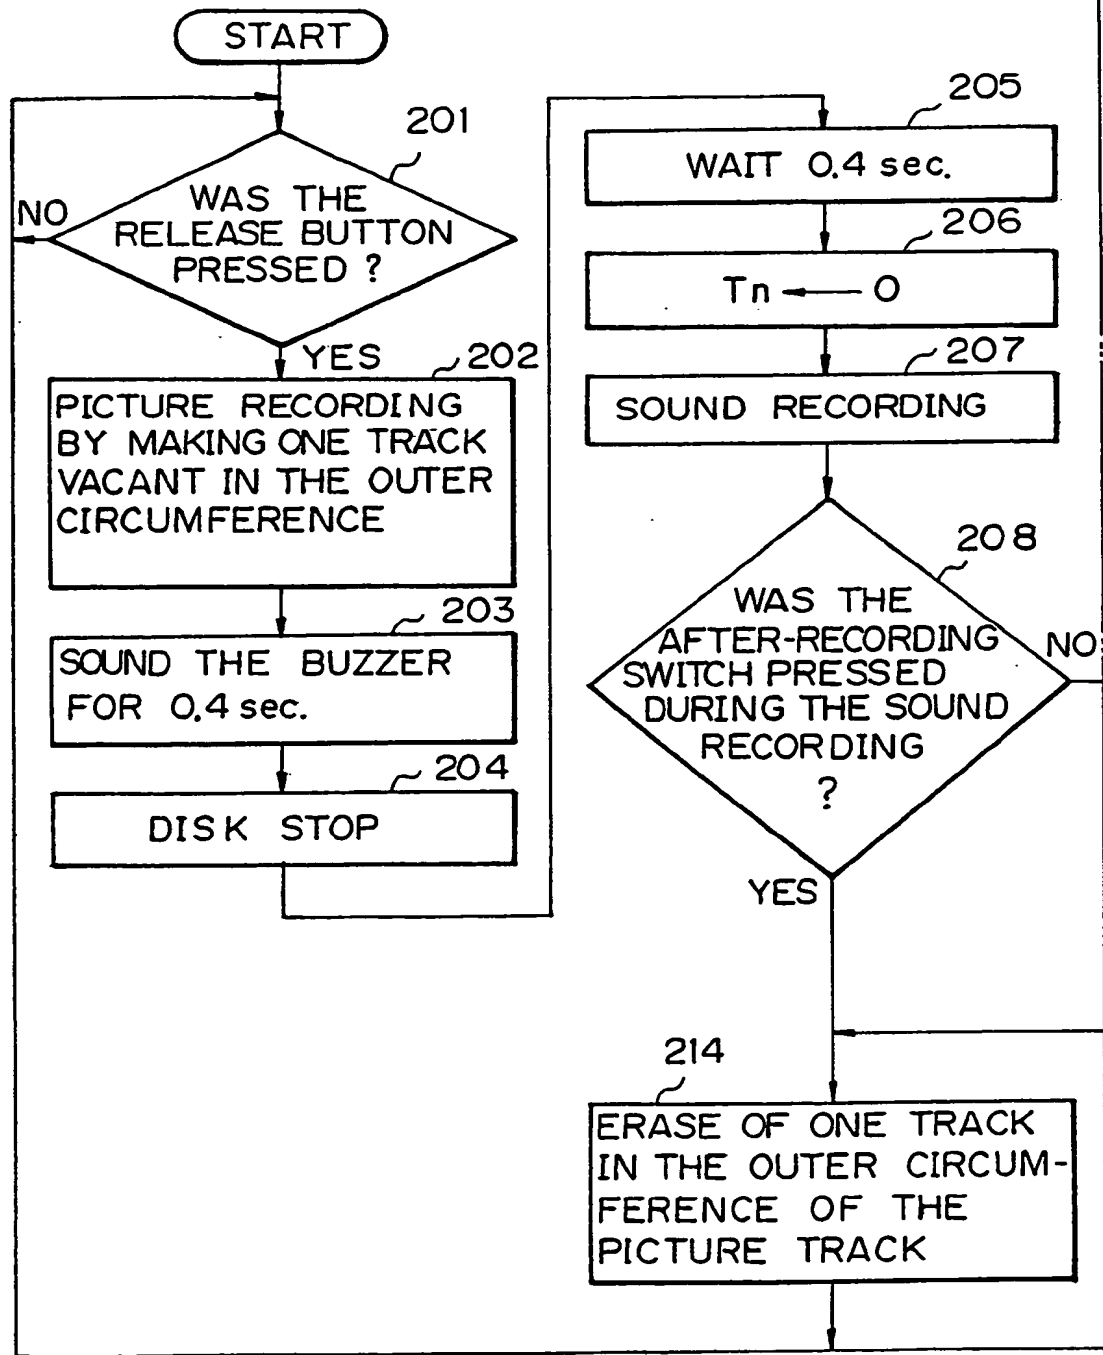 START
201
WAS THE
RELEASE BUTTON
PRESSED ?
NO
YES
202
PICTURE RECORDING
BY MAKING ONE TRACK
VACANT IN THE OUTER
CIRCUMFERENCE
203
SOUND THE BUZZER
FOR 0.4 sec.
204
DISK STOP
205
WAIT 0.4 sec.
206
Tn ← 0
207
SOUND RECORDING
208
WAS THE
AFTER-RECORDING
SWITCH PRESSED
DURING THE SOUND
RECORDING
?
NO
YES
214
ERASE OF ONE TRACK
IN THE OUTER CIRCUM-
FERENCE OF THE
PICTURE TRACK